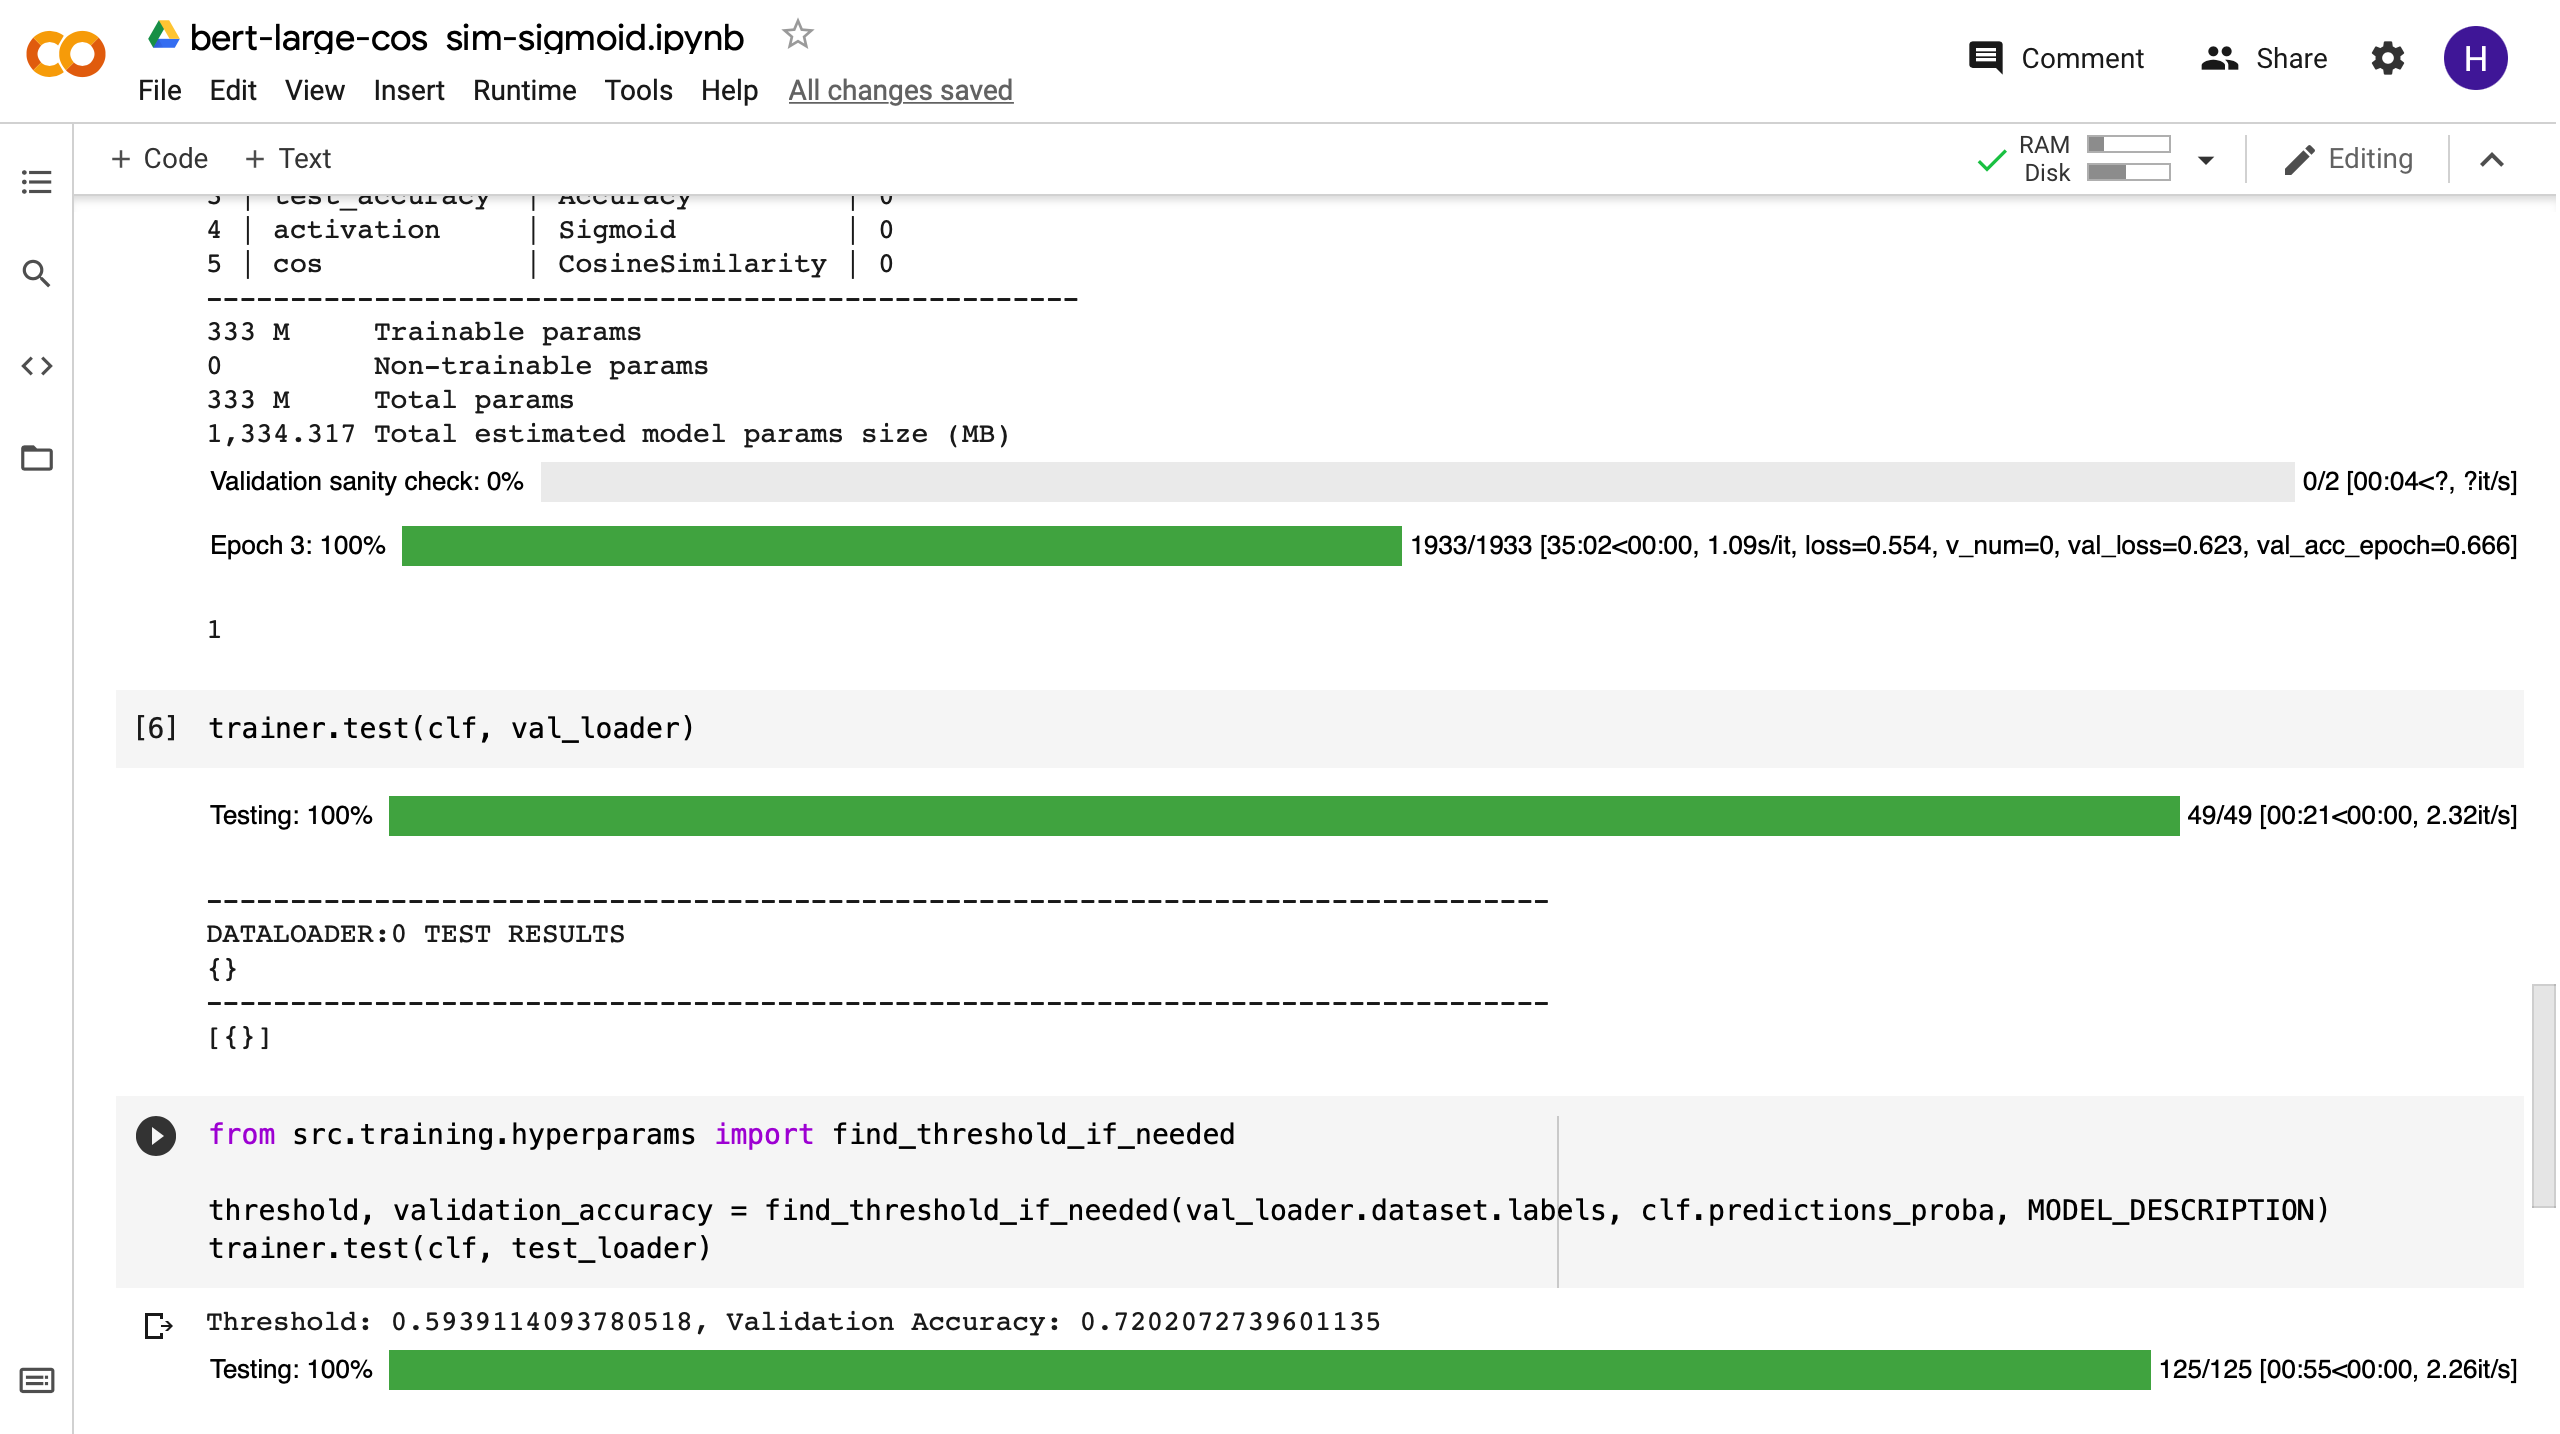 bert-large-cos_sim-sigmoid.ipynb
File Edit View Insert Runtime Tools Help All changes saved
Comment Share H
+ Code + Text
RAM
Disk
Editing
3 | test_accuracy | Accuracy | 0
4 | activation | Sigmoid | 0
5 | cos | CosineSimilarity | 0
----------------------------------------------------
333 M Trainable params
0 Non-trainable params
333 M Total params
1,334.317 Total estimated model params size (MB)
Validation sanity check: 0% 0/2 [00:04<?, ?it/s]
Epoch 3: 100% 1933/1933 [35:02<00:00, 1.09s/it, loss=0.554, v_num=0, val_loss=0.623, val_acc_epoch=0.666]
1
[6] trainer.test(clf, val_loader)
Testing: 100% 49/49 [00:21<00:00, 2.32it/s]
--------------------------------------------------------------------------------
DATALOADER:0 TEST RESULTS
{}
--------------------------------------------------------------------------------
[{}]
from src.training.hyperparams import find_threshold_if_needed
threshold, validation_accuracy = find_threshold_if_needed(val_loader.dataset.labels, clf.predictions_proba, MODEL_DESCRIPTION)
trainer.test(clf, test_loader)
Threshold: 0.5939114093780518, Validation Accuracy: 0.7202072739601135
Testing: 100% 125/125 [00:55<00:00, 2.26it/s]